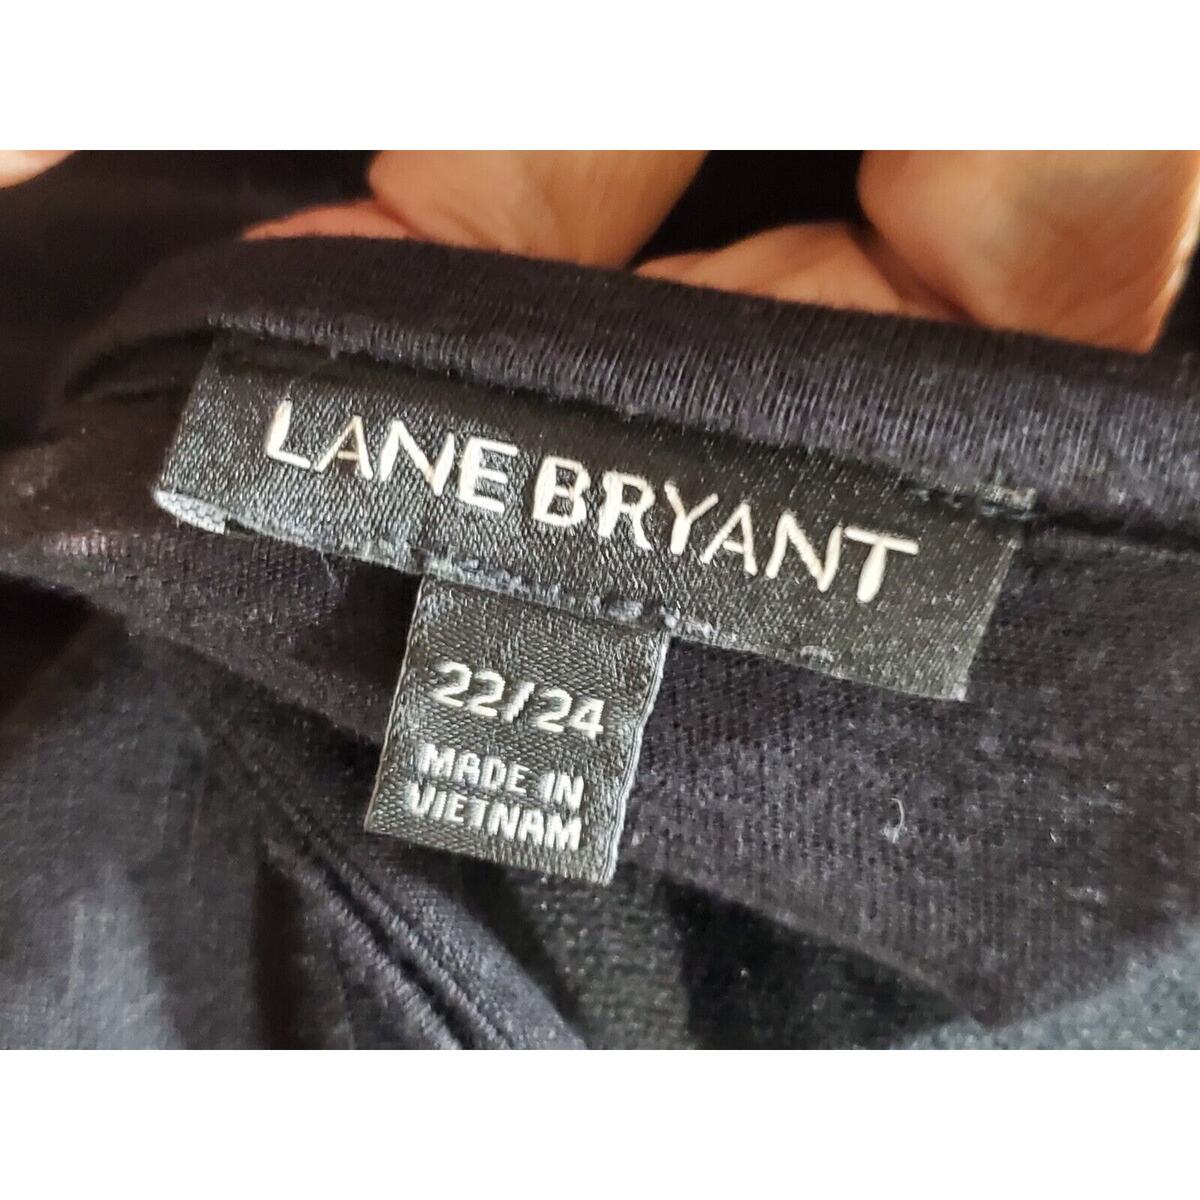 LANE BRYANT
22/24
MADE IN
VIETNAM